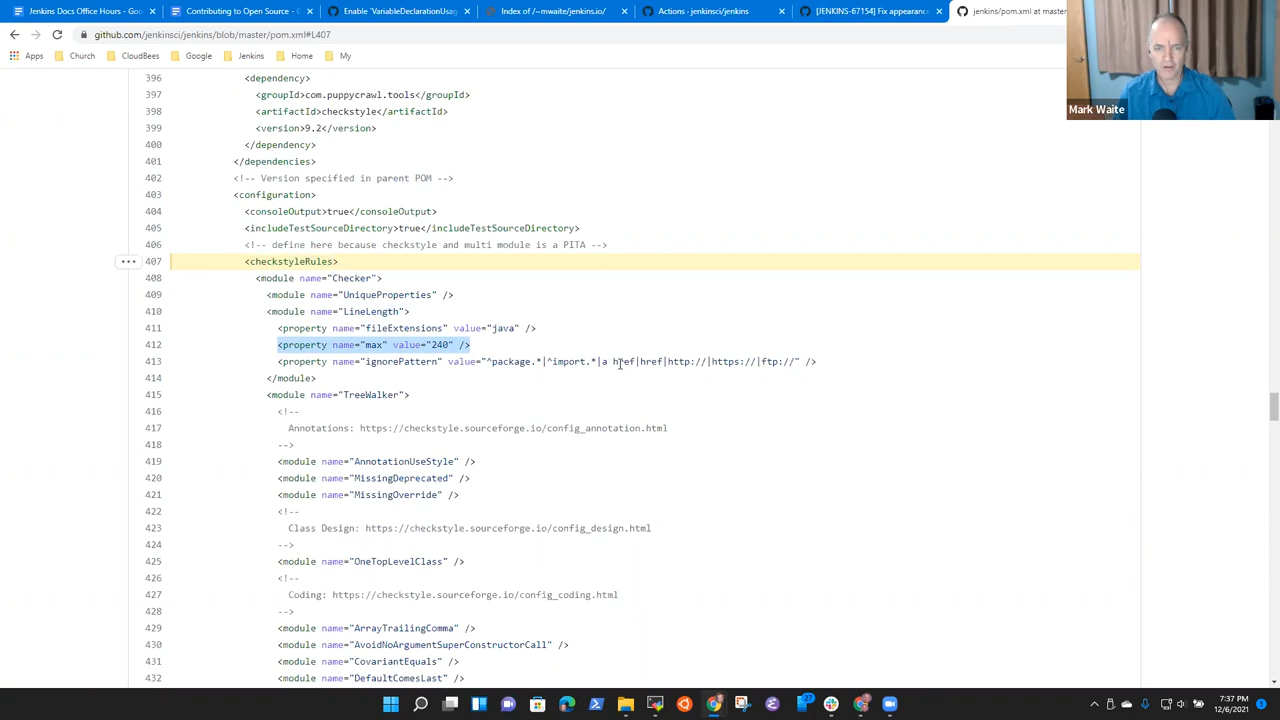 Jenkins Docs Office Hours - Goo
Contributing to Open Source - G
Enable 'VariableDeclarationUsag
Index of /~mwaite/jenkins.io/
Actions · jenkinsci/jenkins
[JENKINS-67154] Fix appearance
jenkins/pom.xml at mast
github.com/jenkinsci/jenkins/blob/master/pom.xml#L407
Apps
Church
CloudBees
Google
Jenkins
Home
My
Mark Waite
396 <dependency>
397 <groupId>com.puppycrawl.tools</groupId>
398 <artifactId>checkstyle</artifactId>
399 <version>9.2</version>
400 </dependency>
401 </dependencies>
402 <!-- Version specified in parent POM -->
403 <configuration>
404 <consoleOutput>true</consoleOutput>
405 <includeTestSourceDirectory>true</includeTestSourceDirectory>
406 <!-- define here because checkstyle and multi module is a PITA -->
407 <checkstyleRules>
408 <module name="Checker">
409 <module name="UniqueProperties" />
410 <module name="LineLength">
411 <property name="fileExtensions" value="java" />
412 <property name="max" value="240" />
413 <property name="ignorePattern" value="^package.*|^import.*|a href|href|http://|https://|ftp://" />
414 </module>
415 <module name="TreeWalker">
416 <!--
417 Annotations: https://checkstyle.sourceforge.io/config_annotation.html
418 -->
419 <module name="AnnotationUseStyle" />
420 <module name="MissingDeprecated" />
421 <module name="MissingOverride" />
422 <!--
423 Class Design: https://checkstyle.sourceforge.io/config_design.html
424 -->
425 <module name="OneTopLevelClass" />
426 <!--
427 Coding: https://checkstyle.sourceforge.io/config_coding.html
428 -->
429 <module name="ArrayTrailingComma" />
430 <module name="AvoidNoArgumentSuperConstructorCall" />
431 <module name="CovariantEquals" />
432 <module name="DefaultComesLast" />
7:37 PM
12/6/2021